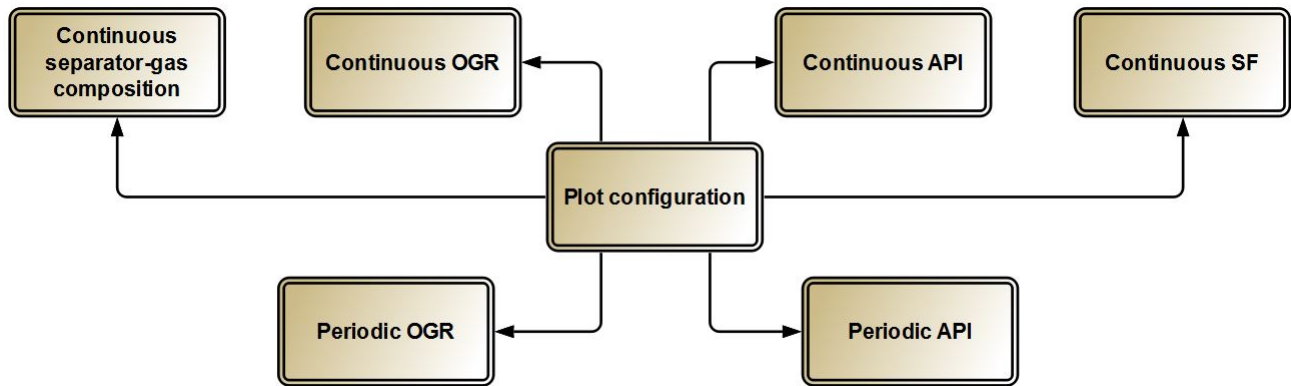 Continuous
separator-gas
composition
Continuous OGR
Continuous API
Continuous SF
Plot configuration
Periodic OGR
Periodic API